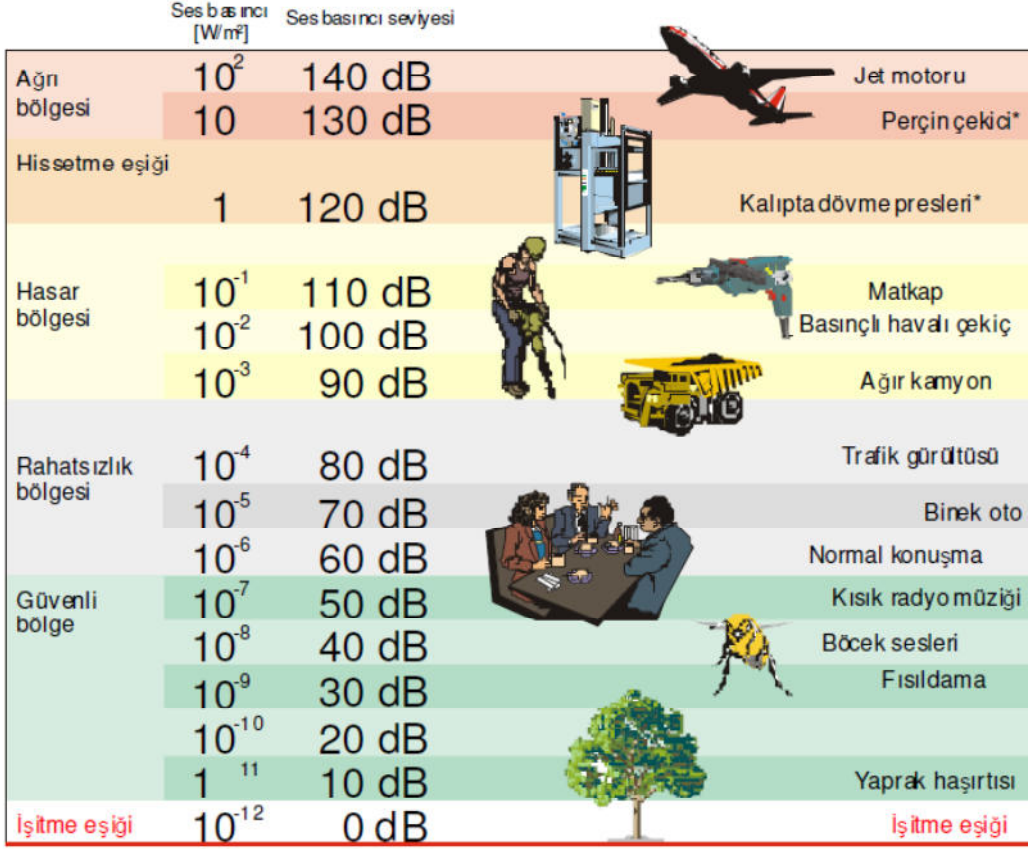 Ses basıncı Ses basıncı seviyesi
[W/m²]
Ağrı bölgesi
10² 140 dB Jet motoru
10 130 dB Perçin çekici*
Hissetme eşiği
1 120 dB Kalıpta dövme presleri*
Hasar bölgesi
10⁻¹ 110 dB Matkap
10⁻² 100 dB Basınçlı havalı çekiç
10⁻³ 90 dB Ağır kamyon
Rahatsızlık bölgesi
10⁻⁴ 80 dB Trafik gürültüsü
10⁻⁵ 70 dB Binek oto
10⁻⁶ 60 dB Normal konuşma
Güvenli bölge
10⁻⁷ 50 dB Kısık radyo müziği
10⁻⁸ 40 dB Böcek sesleri
10⁻⁹ 30 dB Fısıldama
10⁻¹⁰ 20 dB
1 ¹¹ 10 dB Yaprak haşırtısı
İşitme eşiği 10⁻¹² 0 dB İşitme eşiği